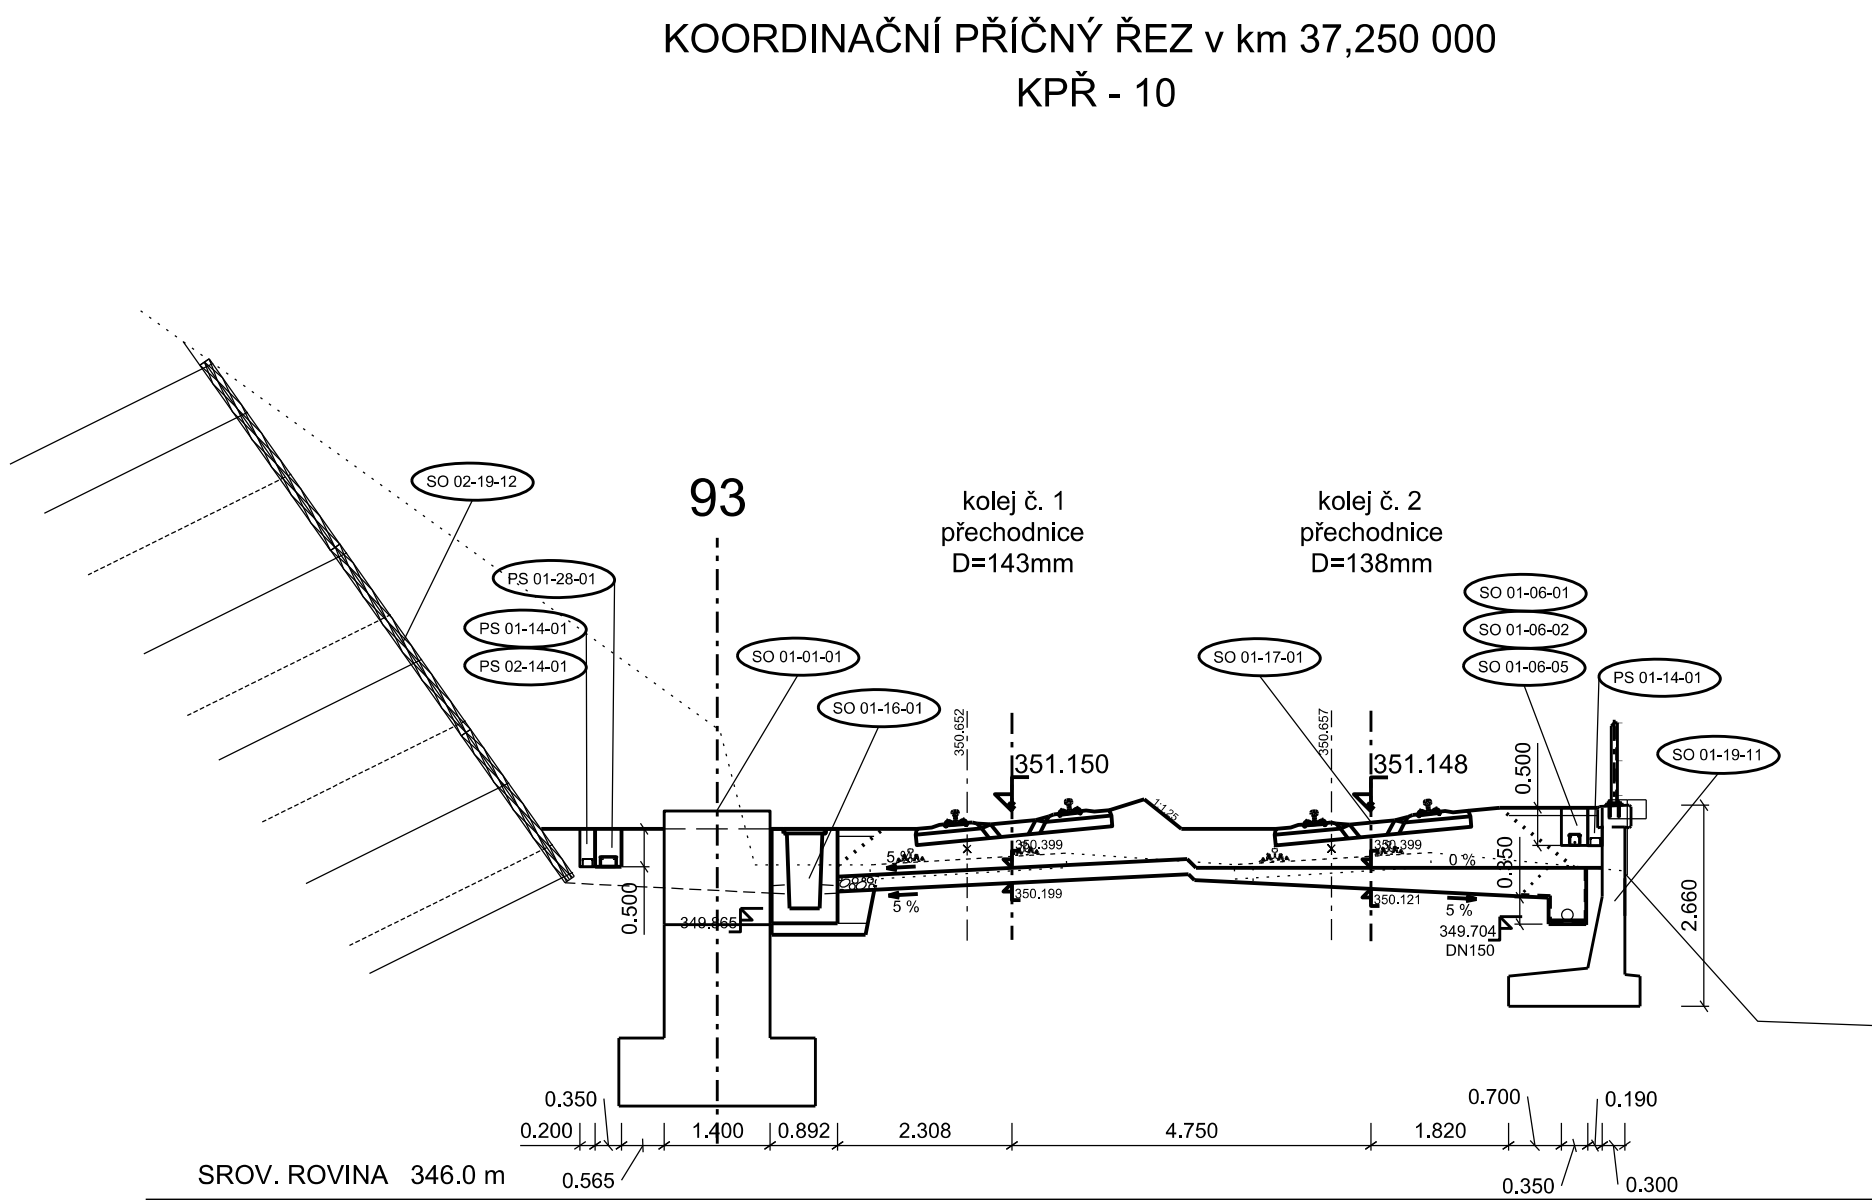 KOORDINAČNÍ PŘÍČNÝ ŘEZ v km 37,250 000
KPŘ - 10
SO 02-19-12
93
kolej č. 1
přechodnice
D=143mm
kolej č. 2
přechodnice
D=138mm
PS 01-28-01
PS 01-14-01
PS 02-14-01
SO 01-01-01
SO 01-16-01
SO 01-17-01
SO 01-06-01
SO 01-06-02
SO 01-06-05
PS 01-14-01
SO 01-19-11
350.652
351.150
350.657
351.148
0.500
1:1.25
350.399
350.399
5 %
0 %
0.350
5 %
350.199
350.121
5 %
0.500
349.865
349.704
DN150
2.660
0.350
0.700
0.190
0.200
1.400
0.892
2.308
4.750
1.820
SROV. ROVINA 346.0 m
0.565
0.350
0.300